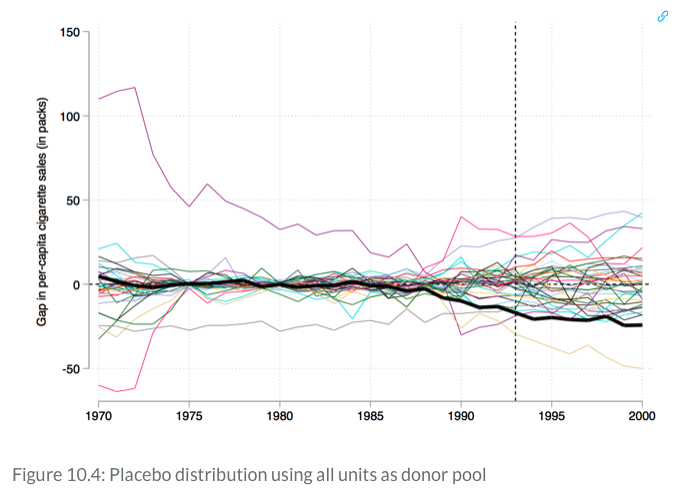 150
100
50
0
-50
Gap in per-capita cigarette sales (in packs)
1970 1975 1980 1985 1990 1995 2000
Figure 10.4: Placebo distribution using all units as donor pool